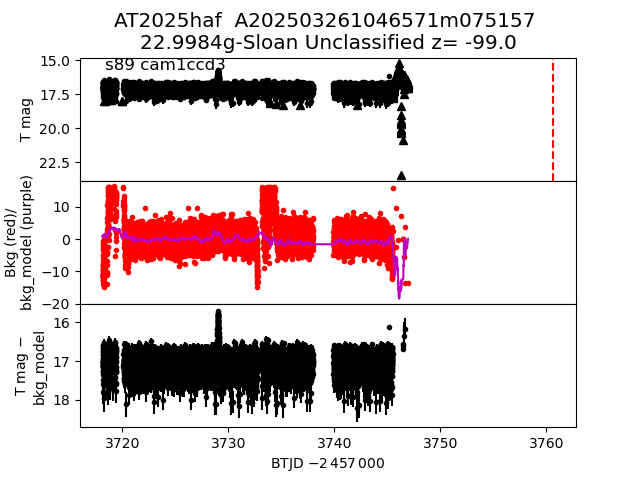 AT2025haf  A202503261046571m075157
22.9984g-Sloan Unclassified z= -99.0
s89 cam1ccd3
15.0
17.5
20.0
22.5
T mag
10
0
−10
−20
Bkg (red)/
bkg_model (purple)
16
17
18
T mag −
bkg_model
3720
3730
3740
3750
3760
BTJD −2 457 000